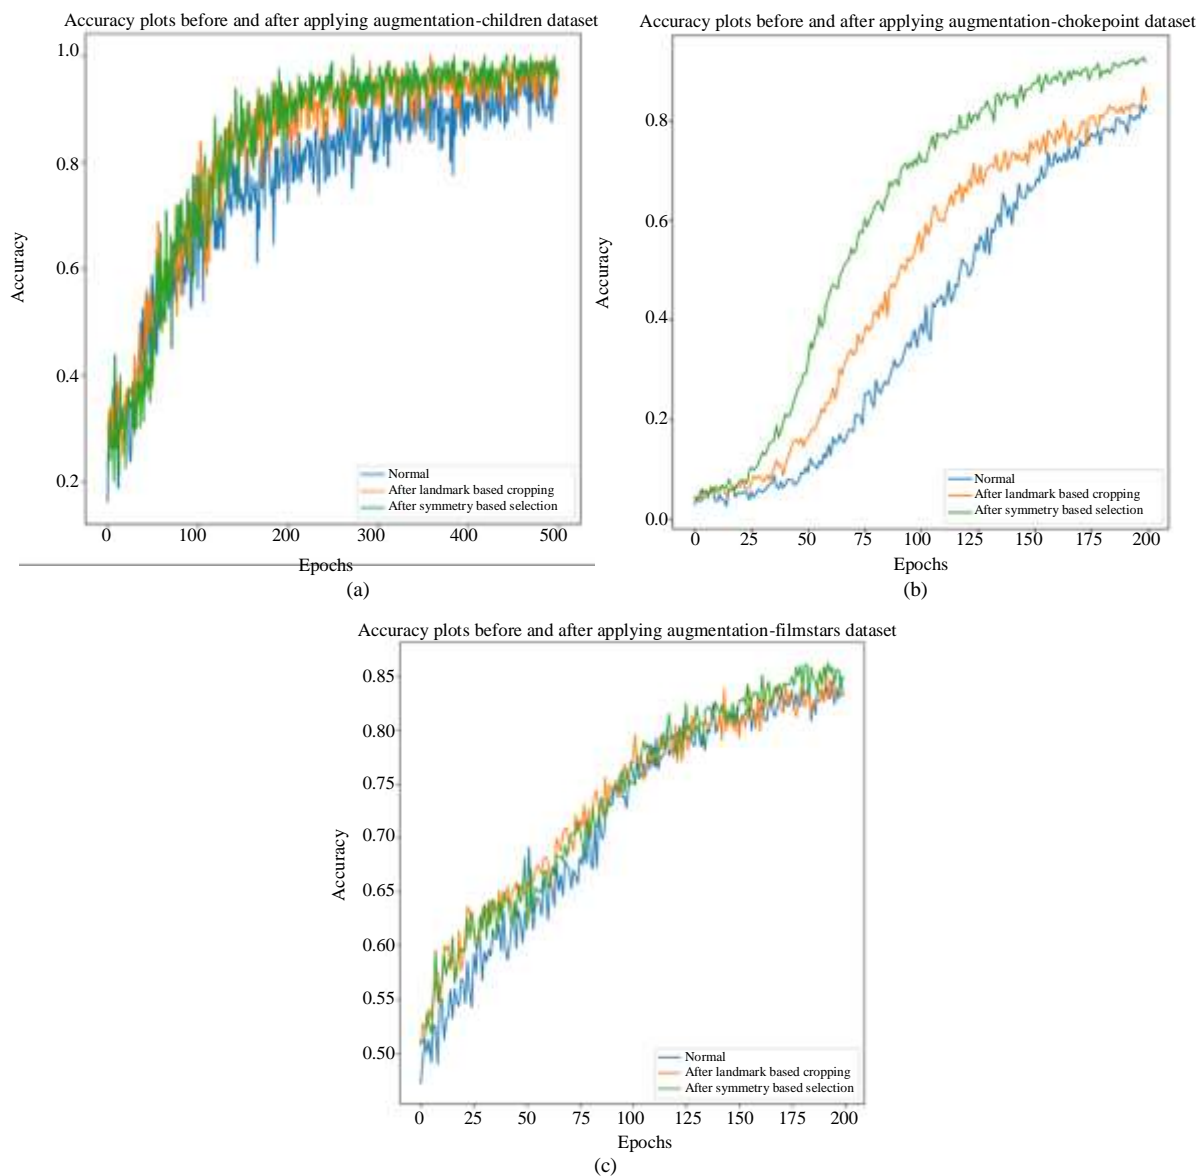 Accuracy plots before and after applying augmentation-children dataset
1.0
0.8
0.6
0.4
0.2
Accuracy
Normal
After landmark based cropping
After symmetry based selection
0 100 200 300 400 500
Epochs
(a)
Accuracy plots before and after applying augmentation-chokepoint dataset
0.8
0.6
0.4
0.2
0.0
Accuracy
Normal
After landmark based cropping
After symmetry based selection
0 25 50 75 100 125 150 175 200
Epochs
(b)
Accuracy plots before and after applying augmentation-filmstars dataset
0.85
0.80
0.75
0.70
0.65
0.60
0.55
0.50
Accuracy
Normal
After landmark based cropping
After symmetry based selection
0 25 50 75 100 125 175 200
Epochs
(c)